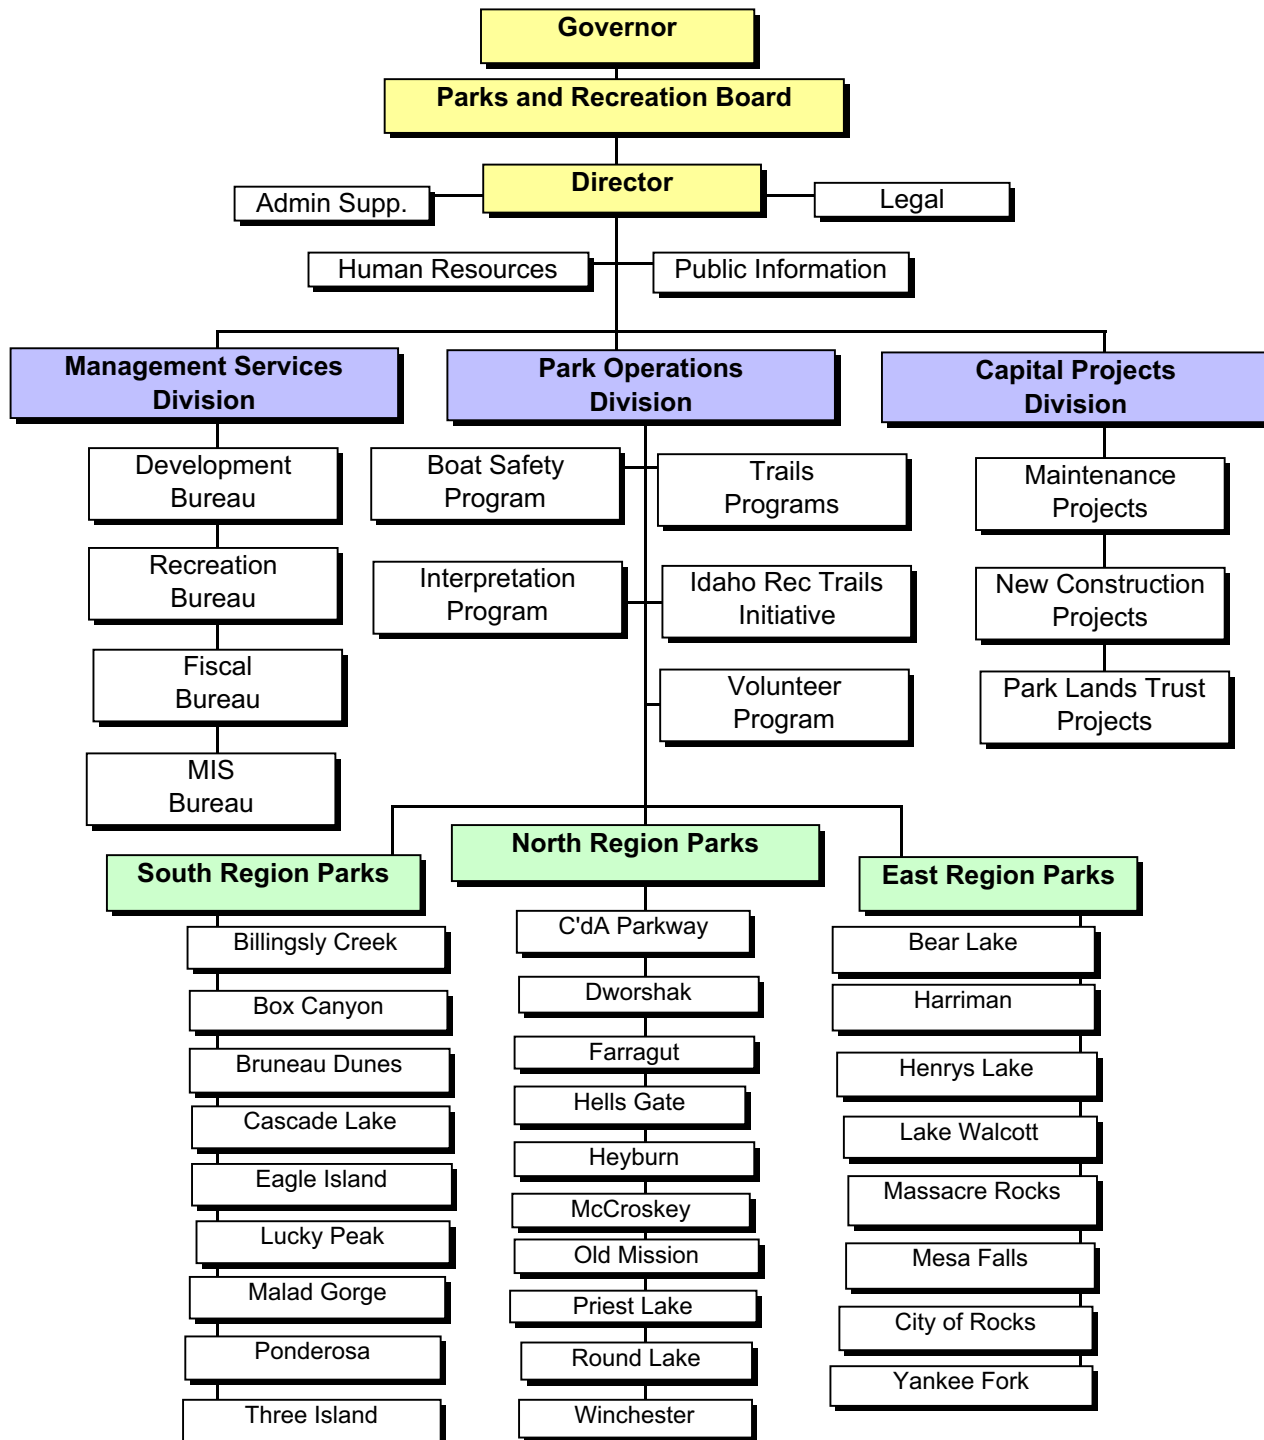 Governor
Parks and Recreation Board
Director
Admin Supp.
Legal
Human Resources
Public Information
Management Services
Division
Park Operations
Division
Capital Projects
Division
Development
Bureau
Recreation
Bureau
Fiscal
Bureau
MIS
Bureau
Boat Safety
Program
Trails
Programs
Interpretation
Program
Idaho Rec Trails
Initiative
Volunteer
Program
Maintenance
Projects
New Construction
Projects
Park Lands Trust
Projects
South Region Parks
Billingsly Creek
Box Canyon
Bruneau Dunes
Cascade Lake
Eagle Island
Lucky Peak
Malad Gorge
Ponderosa
Three Island
North Region Parks
C'dA Parkway
Dworshak
Farragut
Hells Gate
Heyburn
McCroskey
Old Mission
Priest Lake
Round Lake
Winchester
East Region Parks
Bear Lake
Harriman
Henrys Lake
Lake Walcott
Massacre Rocks
Mesa Falls
City of Rocks
Yankee Fork